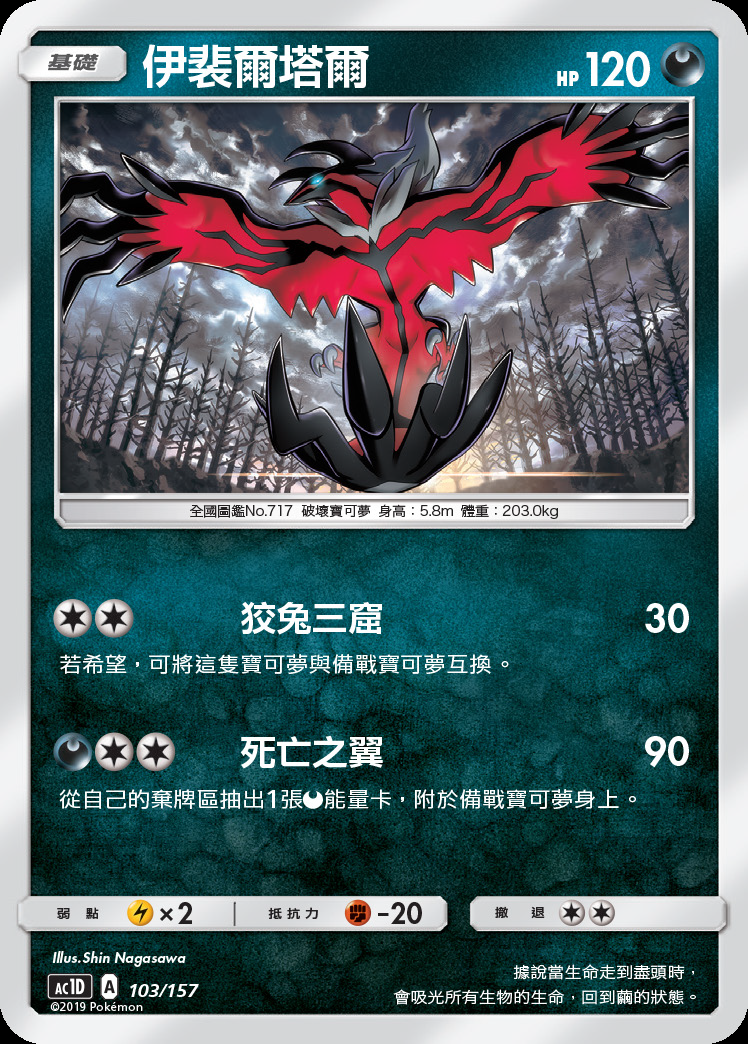 基礎 伊裴爾塔爾 HP 120
全國圖鑑No.717 破壞寶可夢 身高：5.8m 體重：203.0kg
狡兔三窟 30
若希望，可將這隻寶可夢與備戰寶可夢互換。
死亡之翼 90
從自己的棄牌區抽出1張能量卡，附於備戰寶可夢身上。
弱點 ×2 抵抗力 -20 撤退
Illus.Shin Nagasawa
AC1D A 103/157
©2019 Pokémon
據說當生命走到盡頭時，
會吸光所有生物的生命，回到繭的狀態。